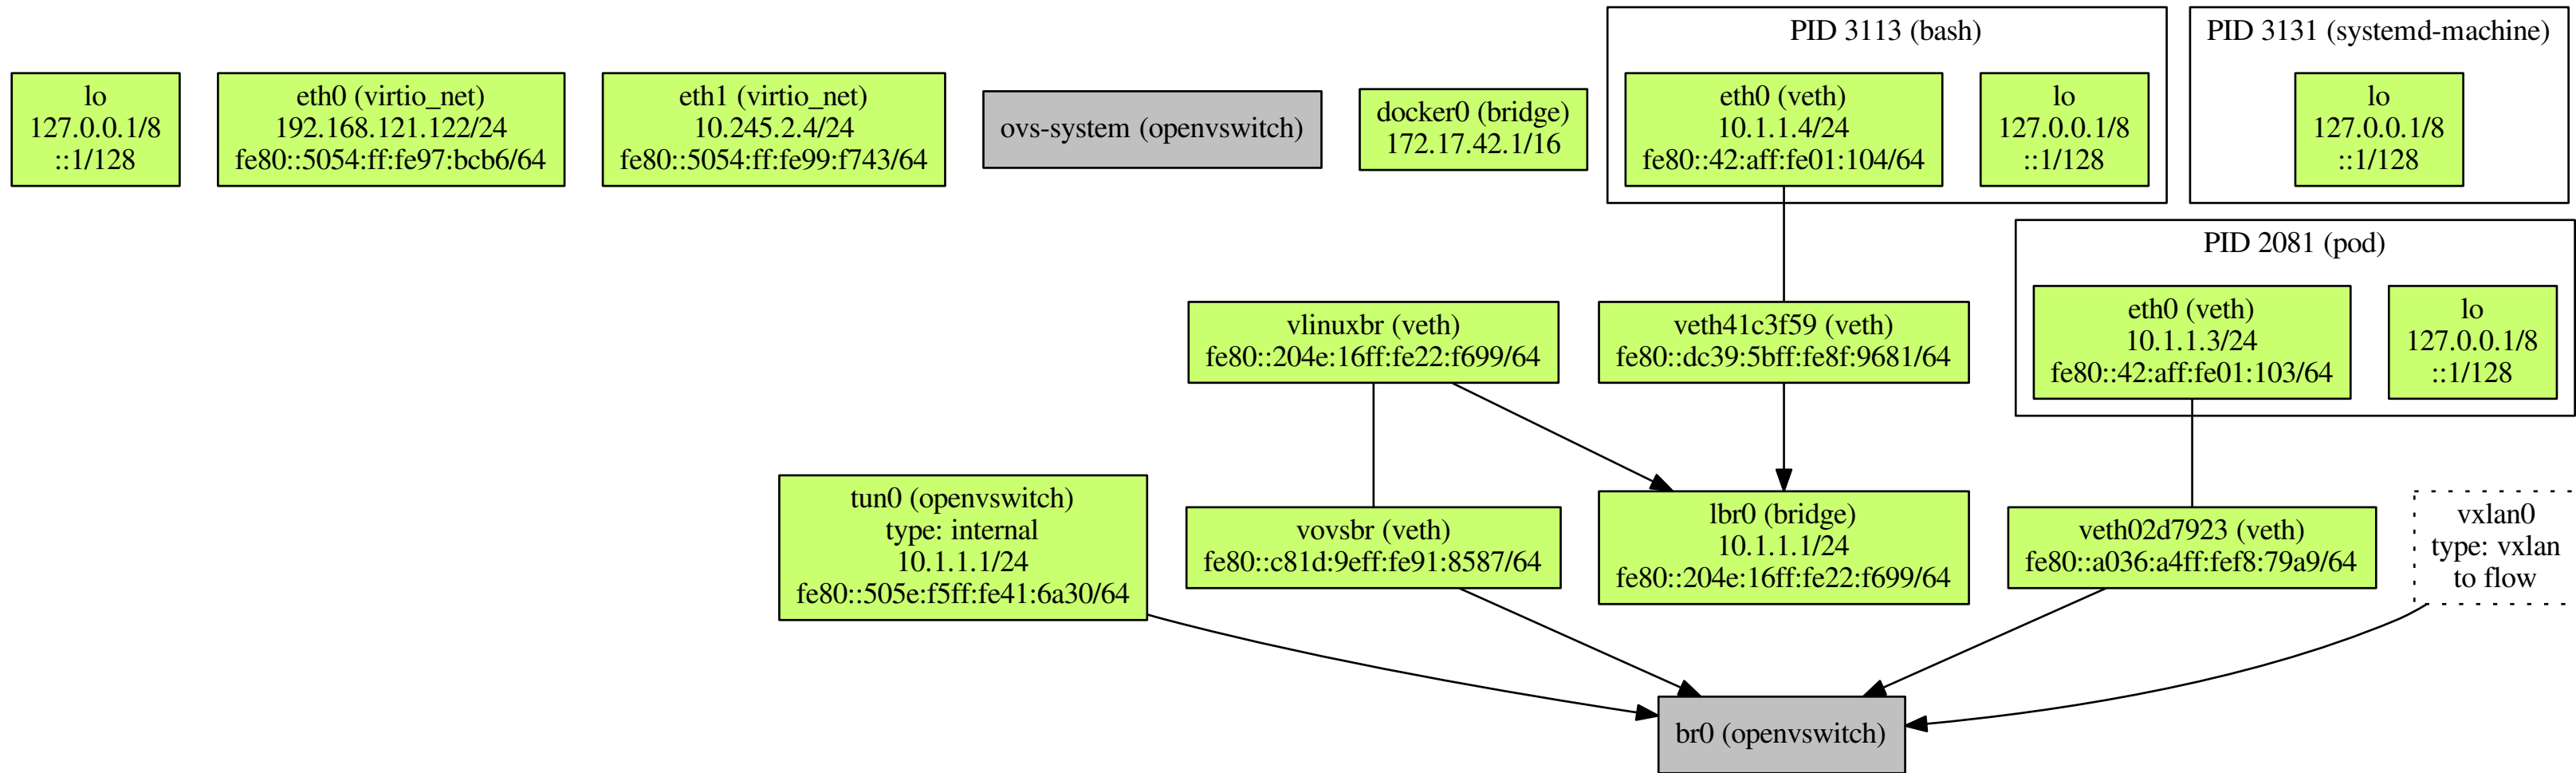 PID 3113 (bash)
PID 3131 (systemd-machine)
lo
127.0.0.1/8
::1/128
eth0 (virtio_net)
192.168.121.122/24
fe80::5054:ff:fe97:bcb6/64
eth1 (virtio_net)
10.245.2.4/24
fe80::5054:ff:fe99:f743/64
ovs-system (openvswitch)
docker0 (bridge)
172.17.42.1/16
eth0 (veth)
10.1.1.4/24
fe80::42:aff:fe01:104/64
lo
127.0.0.1/8
::1/128
lo
127.0.0.1/8
::1/128
PID 2081 (pod)
vlinuxbr (veth)
fe80::204e:16ff:fe22:f699/64
veth41c3f59 (veth)
fe80::dc39:5bff:fe8f:9681/64
eth0 (veth)
10.1.1.3/24
fe80::42:aff:fe01:103/64
lo
127.0.0.1/8
::1/128
tun0 (openvswitch)
type: internal
10.1.1.1/24
fe80::505e:f5ff:fe41:6a30/64
vovsbr (veth)
fe80::c81d:9eff:fe91:8587/64
lbr0 (bridge)
10.1.1.1/24
fe80::204e:16ff:fe22:f699/64
veth02d7923 (veth)
fe80::a036:a4ff:fef8:79a9/64
vxlan0
type: vxlan
to flow
br0 (openvswitch)